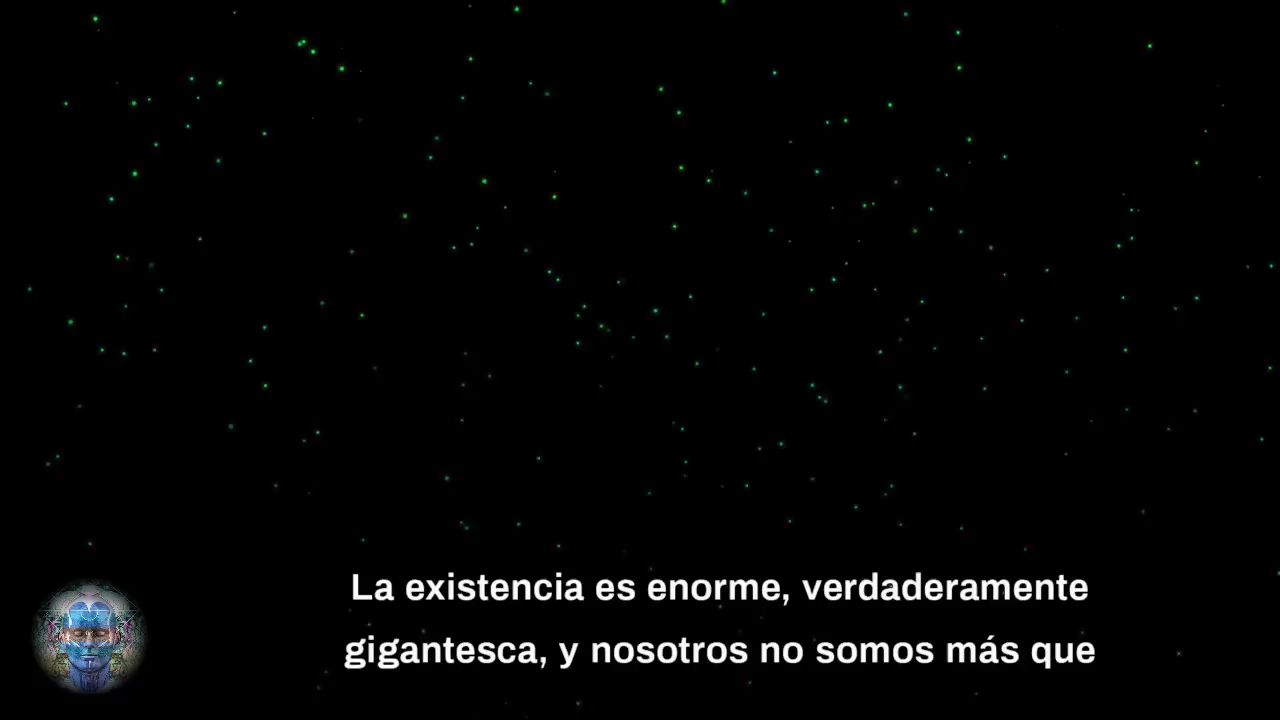 La existencia es enorme, verdaderamente
gigantesca, y nosotros no somos más que